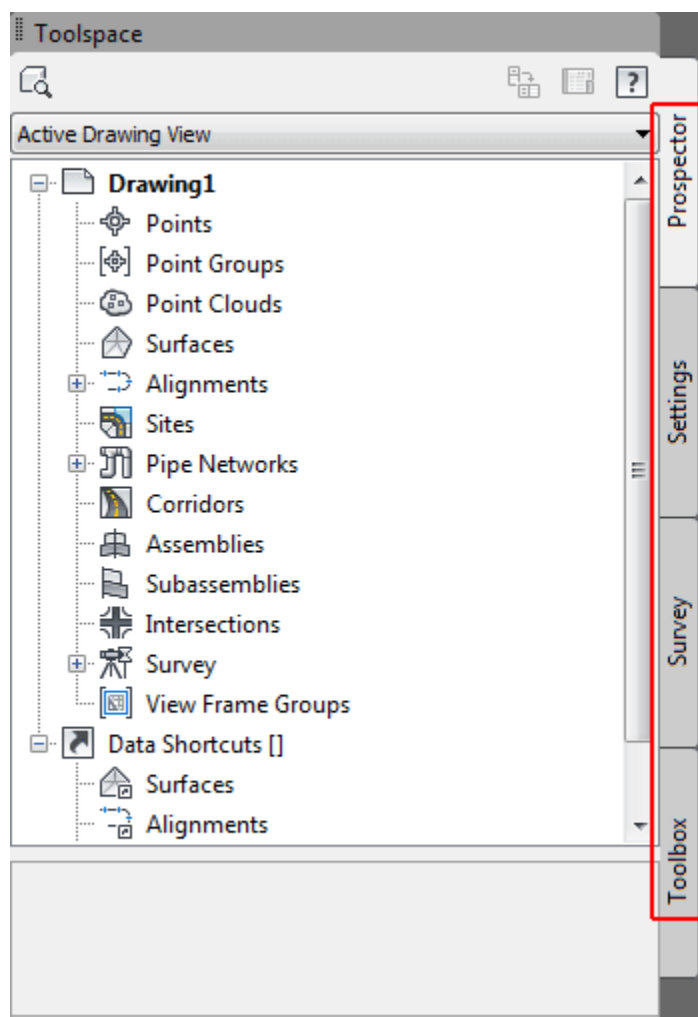 Toolspace
?
Active Drawing View
Drawing1
Points
Point Groups
Point Clouds
Surfaces
Alignments
Sites
Pipe Networks
Corridors
Assemblies
Subassemblies
Intersections
Survey
View Frame Groups
Data Shortcuts []
Surfaces
Alignments
Prospector
Settings
Survey
Toolbox